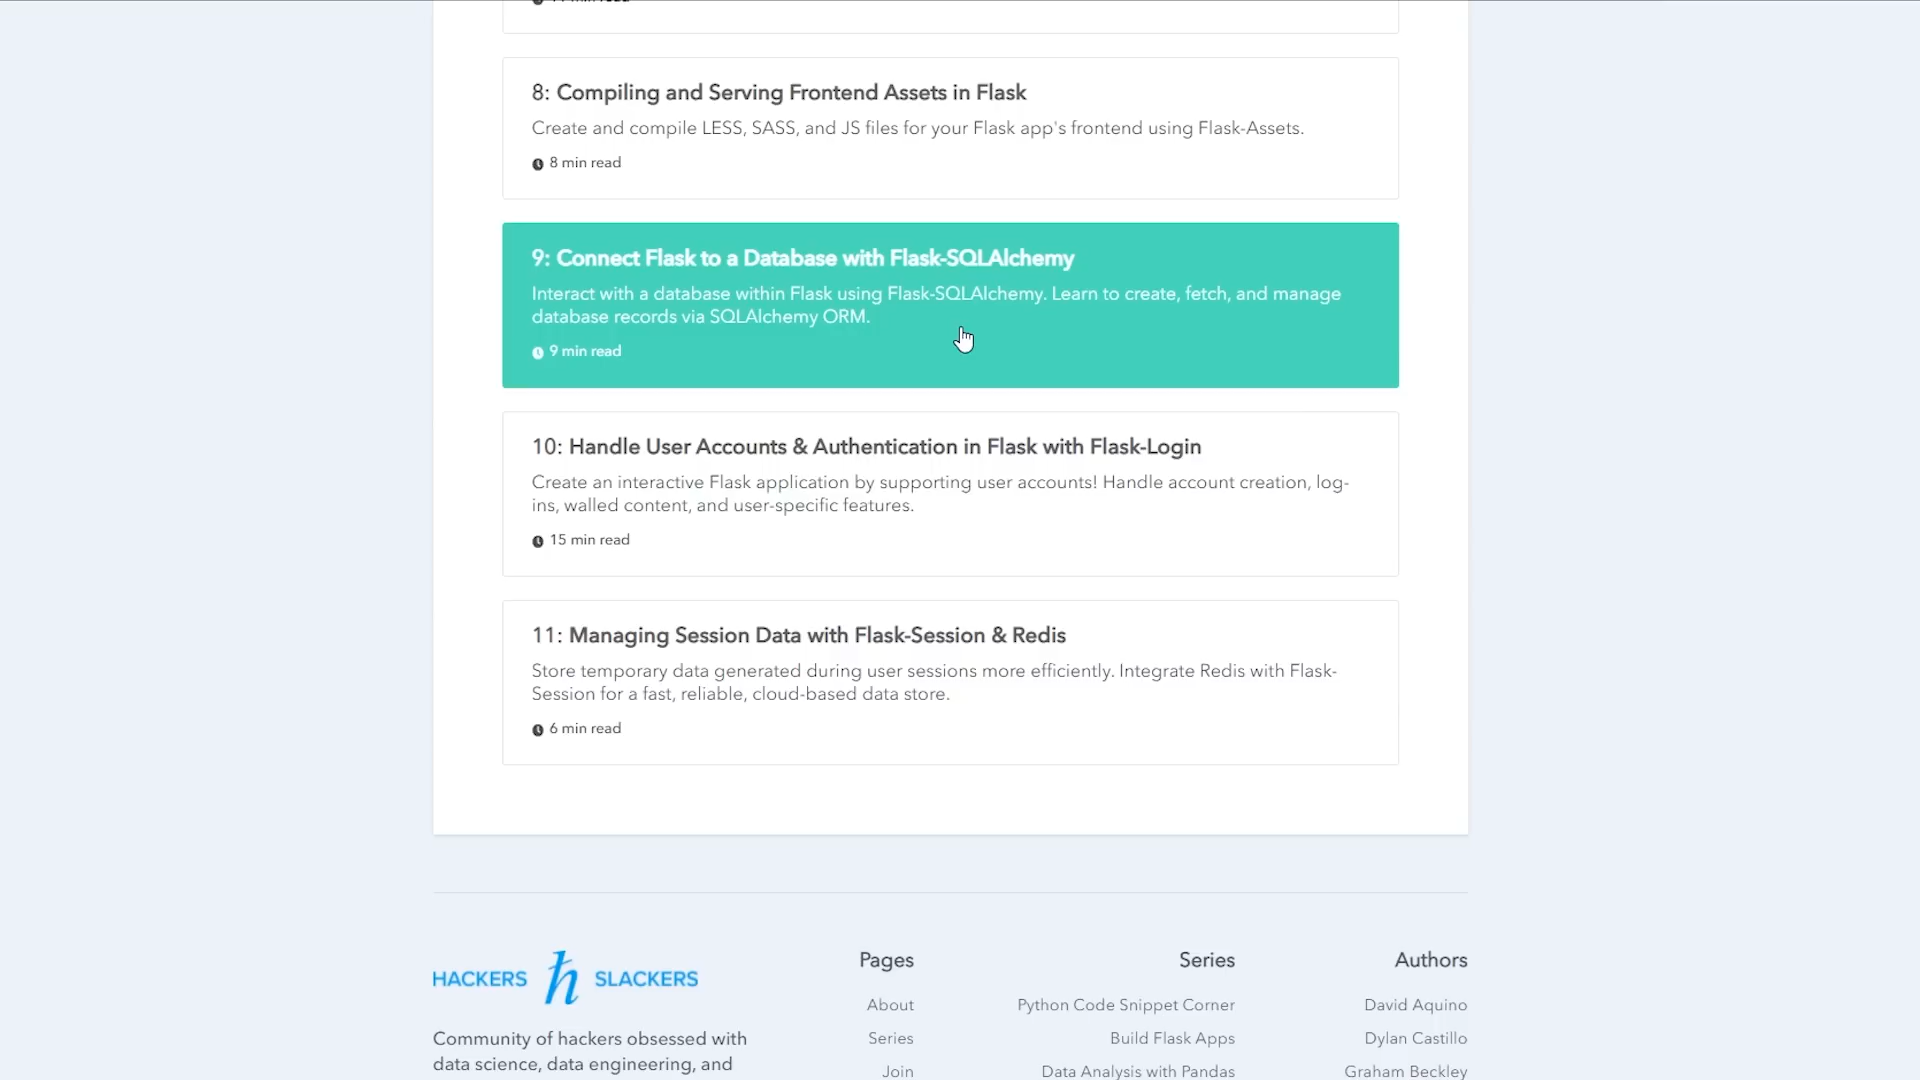 8: Compiling and Serving Frontend Assets in Flask
Create and compile LESS, SASS, and JS files for your Flask app's frontend using Flask-Assets.
8 min read
9: Connect Flask to a Database with Flask-SQLAlchemy
Interact with a database within Flask using Flask-SQLAlchemy. Learn to create, fetch, and manage
database records via SQLAlchemy ORM.
9 min read
10: Handle User Accounts & Authentication in Flask with Flask-Login
Create an interactive Flask application by supporting user accounts! Handle account creation, log-
ins, walled content, and user-specific features.
15 min read
11: Managing Session Data with Flask-Session & Redis
Store temporary data generated during user sessions more efficiently. Integrate Redis with Flask-
Session for a fast, reliable, cloud-based data store.
6 min read
HACKERS ℏ SLACKERS
Community of hackers obsessed with
data science, data engineering, and
Pages
About
Series
Join
Series
Python Code Snippet Corner
Build Flask Apps
Data Analysis with Pandas
Authors
David Aquino
Dylan Castillo
Graham Beckley